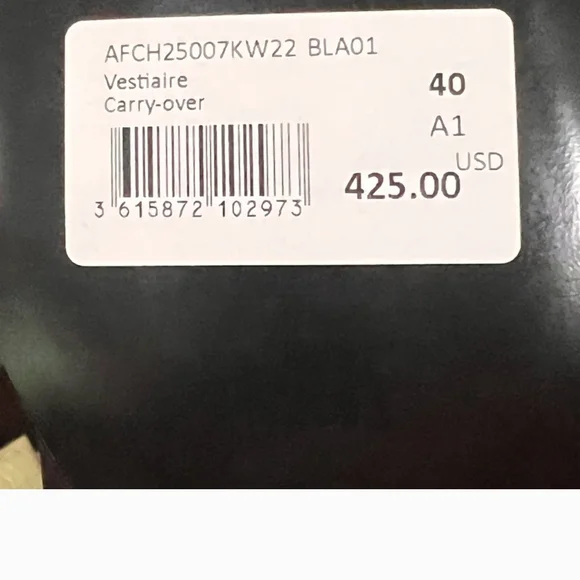 AFCH25007KW22 BLA01
Vestiaire
Carry-over
40
A1
USD
425.00
3 615872 102973